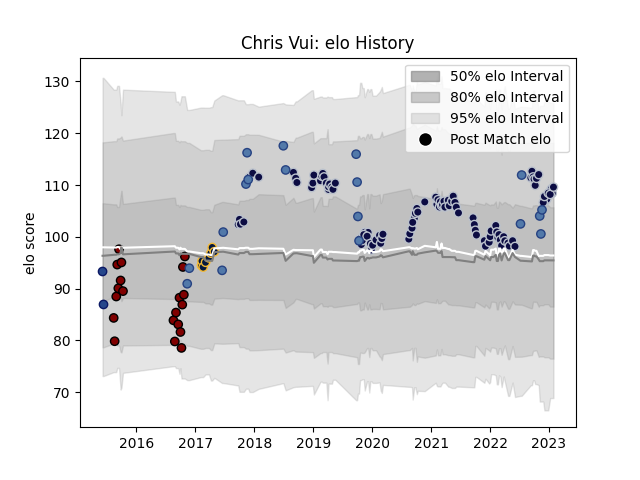 Chris Vui: elo History
50% elo Interval
80% elo Interval
95% elo Interval
Post Match elo
elo score
130
120
110
100
90
80
70
2016 2017 2018 2019 2020 2021 2022 2023